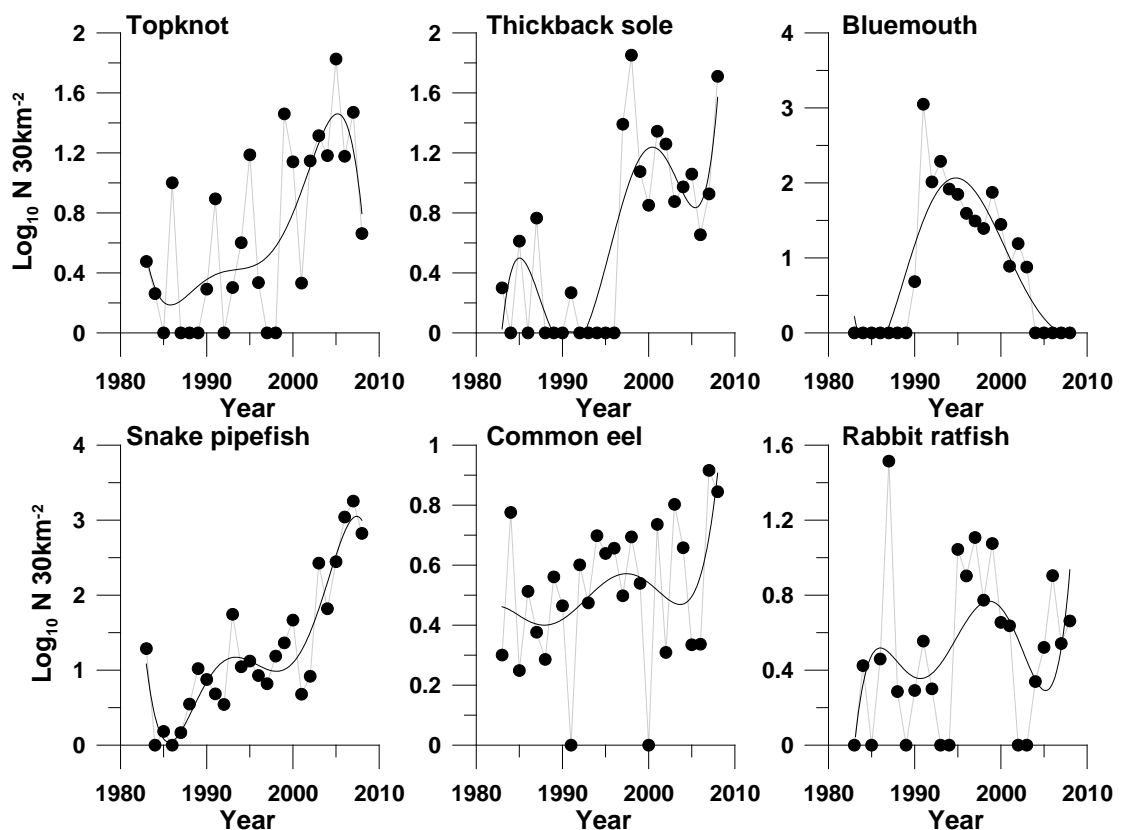 Topknot
Thickback sole
Bluemouth
Log₁₀ N 30km⁻²
2
1.6
1.2
0.8
0.4
0
1980 1990 2000 2010
Year
2
1.6
1.2
0.8
0.4
0
1980 1990 2000 2010
Year
4
3
2
1
0
1980 1990 2000 2010
Year
Snake pipefish
Common eel
Rabbit ratfish
Log₁₀ N 30km⁻²
4
3
2
1
0
1980 1990 2000 2010
Year
1
0.8
0.6
0.4
0.2
0
1980 1990 2000 2010
Year
1.6
1.2
0.8
0.4
0
1980 1990 2000 2010
Year